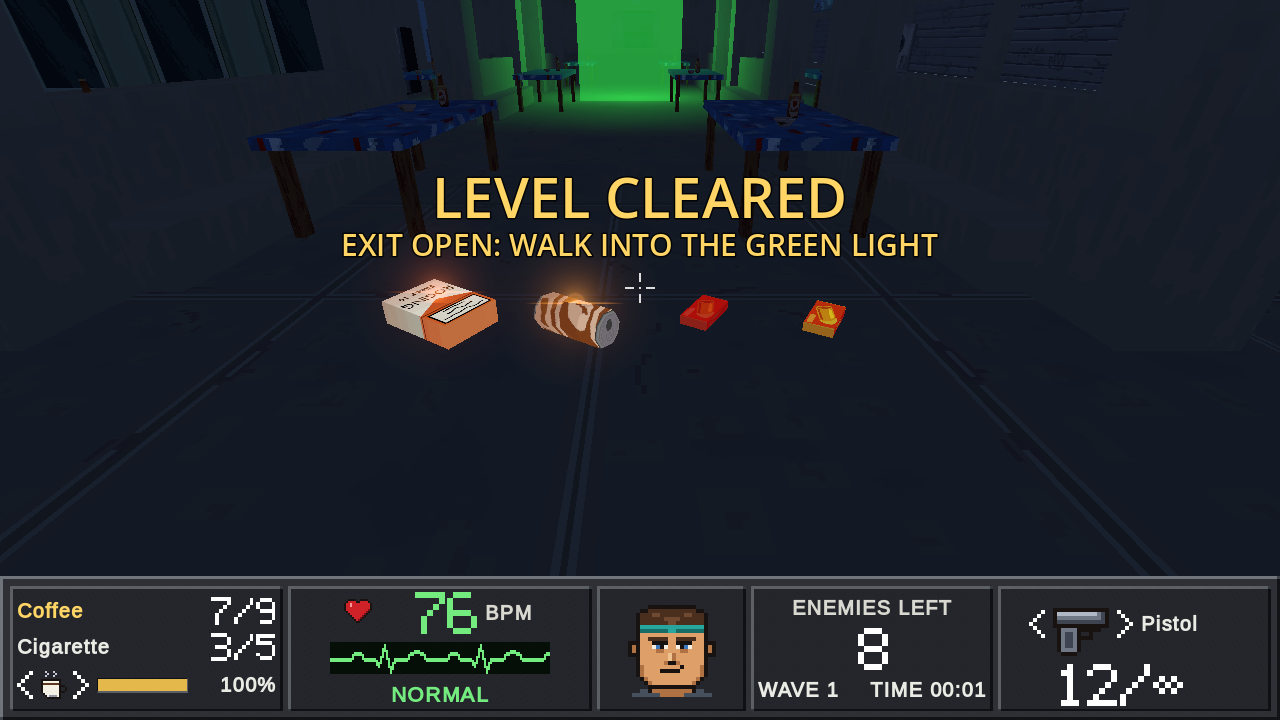 LEVEL CLEARED
EXIT OPEN: WALK INTO THE GREEN LIGHT
Coffee 7/9
Cigarette 3/5
100%
76 BPM
NORMAL
ENEMIES LEFT
8
WAVE 1 TIME 00:01
Pistol
12/∞